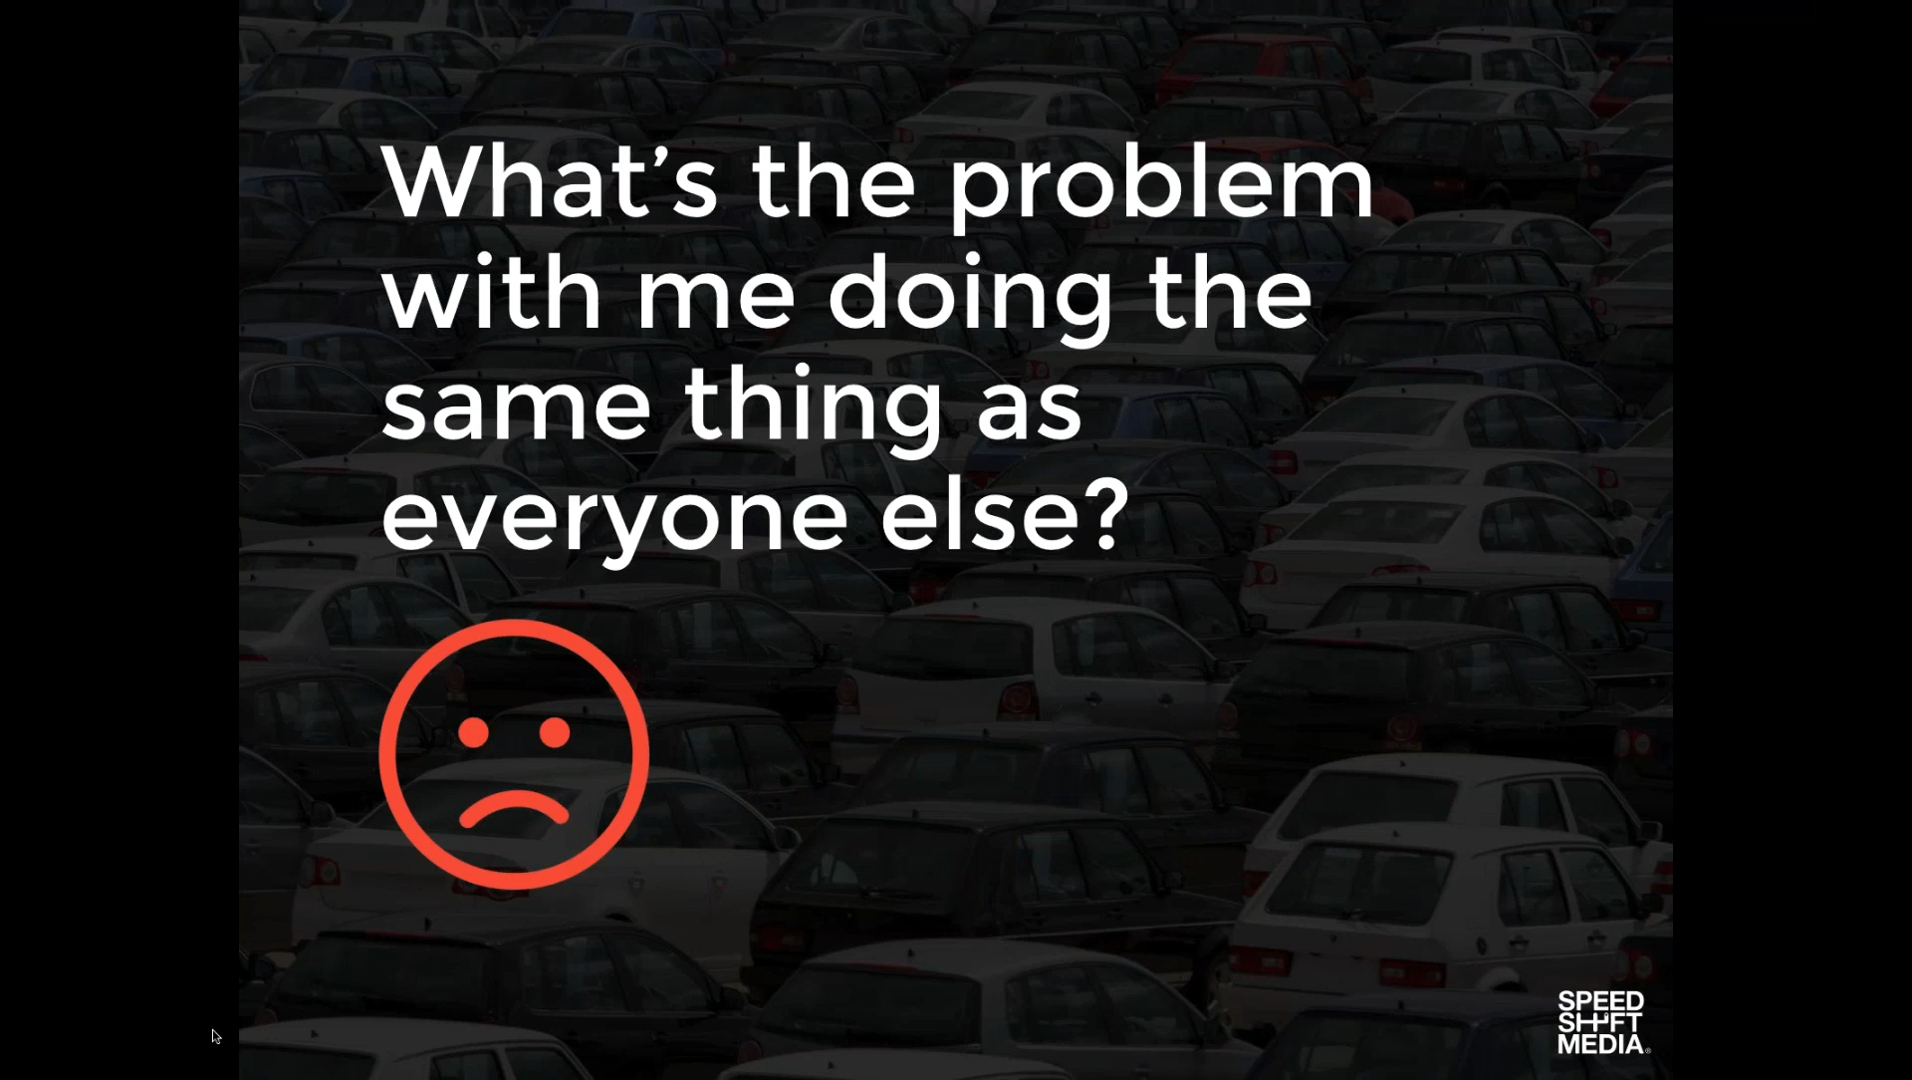 What’s the problem
with me doing the
same thing as
everyone else?
SPEED
SHIFT
MEDIA®